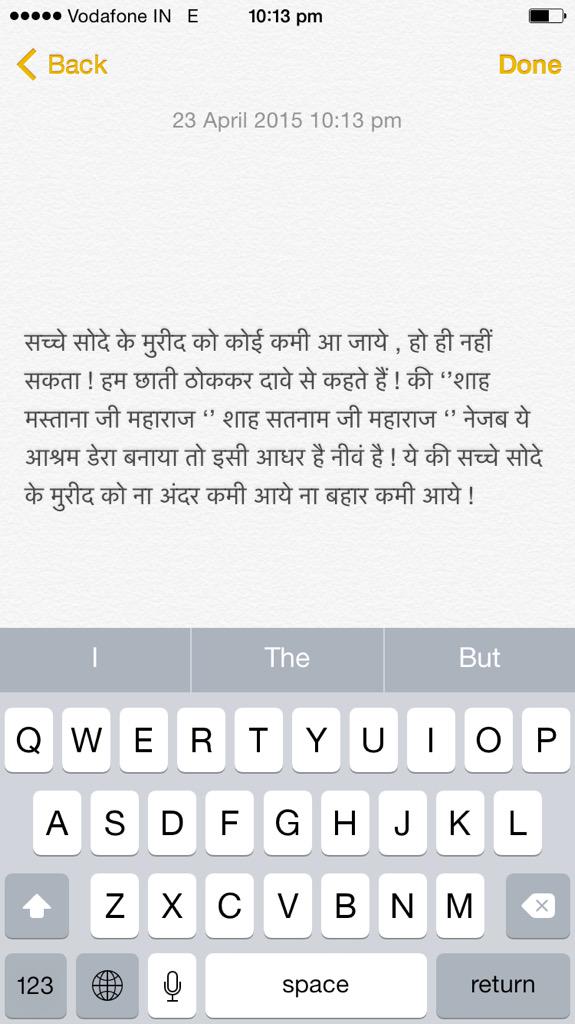 Vodafone IN E 10:13 pm
Back Done
23 April 2015 10:13 pm
सच्चे सोदे के मुरीद को कोई कमी आ जाये , हो ही नहीं
सकता ! हम छाती ठोककर दावे से कहते हैं ! की ‘’शाह
मस्ताना जी महाराज ‘’ शाह सतनाम जी महाराज ‘’ नेजब ये
आश्रम डेरा बनाया तो इसी आधर है नीवं है ! ये की सच्चे सोदे
के मुरीद को ना अंदर कमी आये ना बहार कमी आये !
I The But
Q W E R T Y U I O P
A S D F G H J K L
Z X C V B N M
123 space return